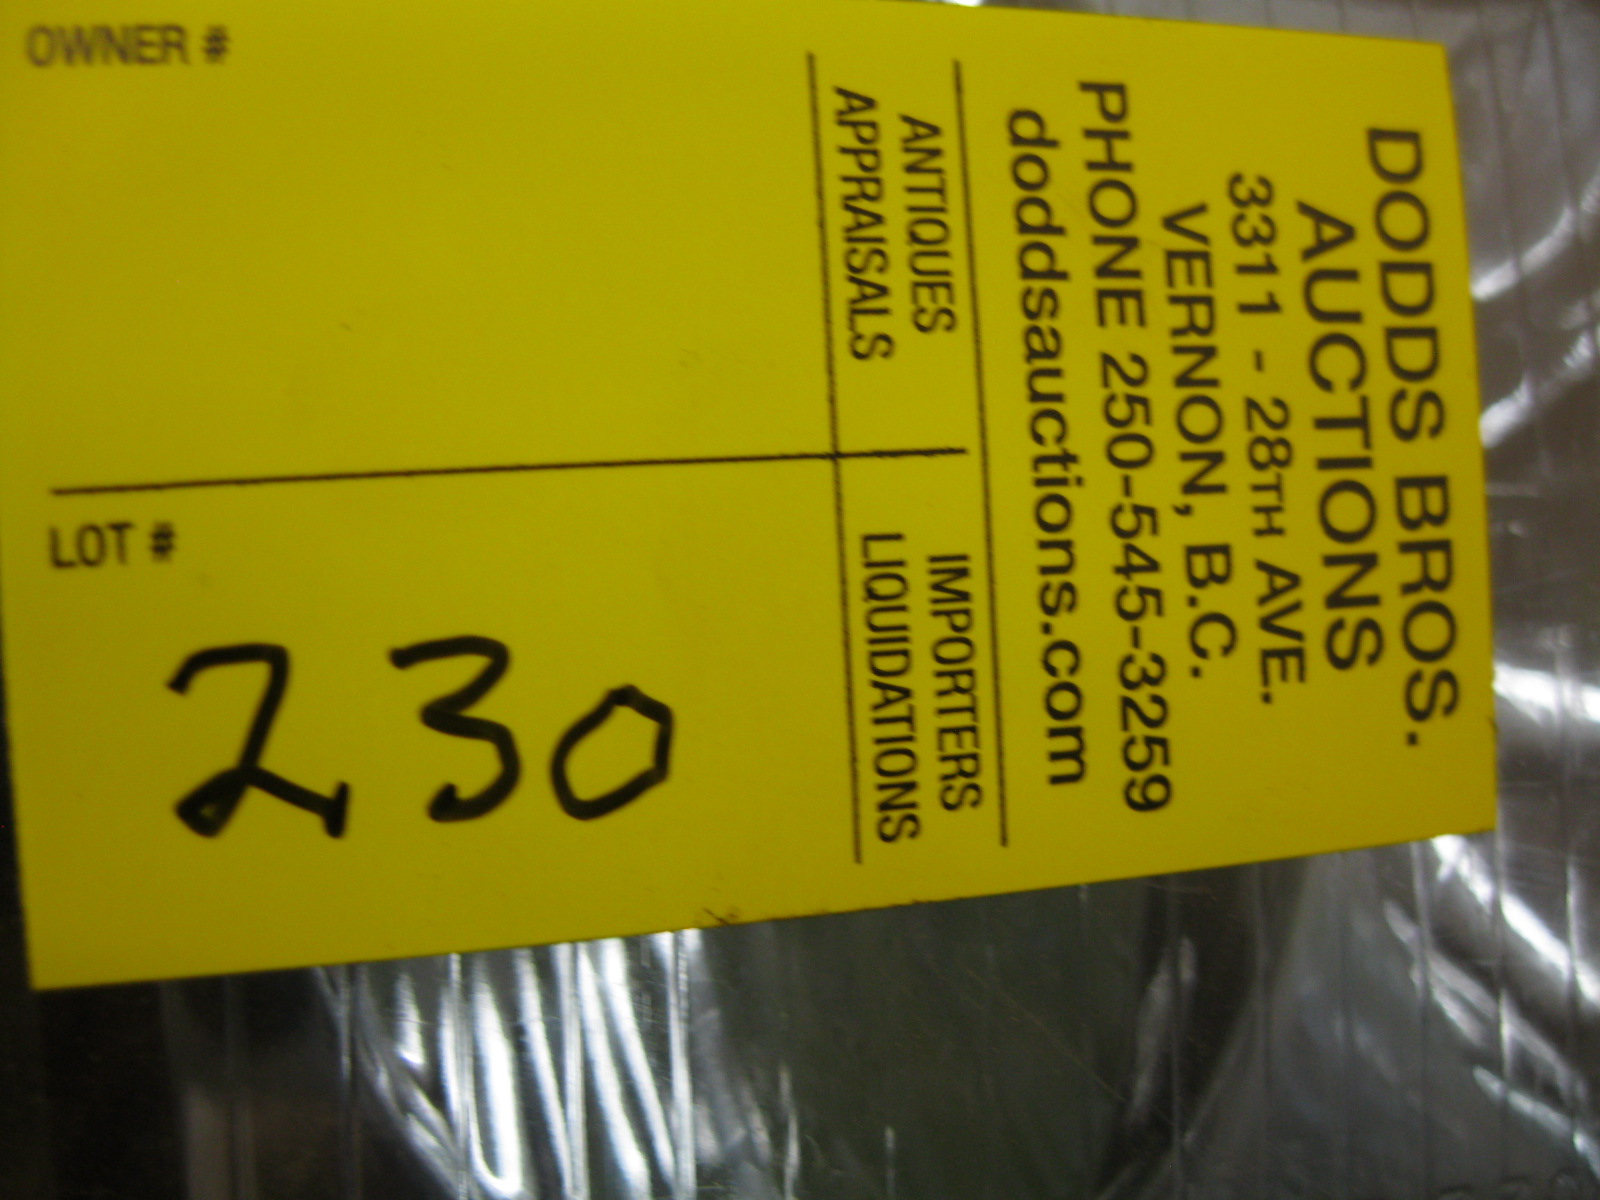 DODDS BROS.
AUCTIONS
3311 - 28TH AVE.
VERNON, B.C.
PHONE 250-545-3259
doddsauctions.com
ANTIQUES
APPRAISALS
IMPORTERS
LIQUIDATIONS
OWNER #
LOT #
230